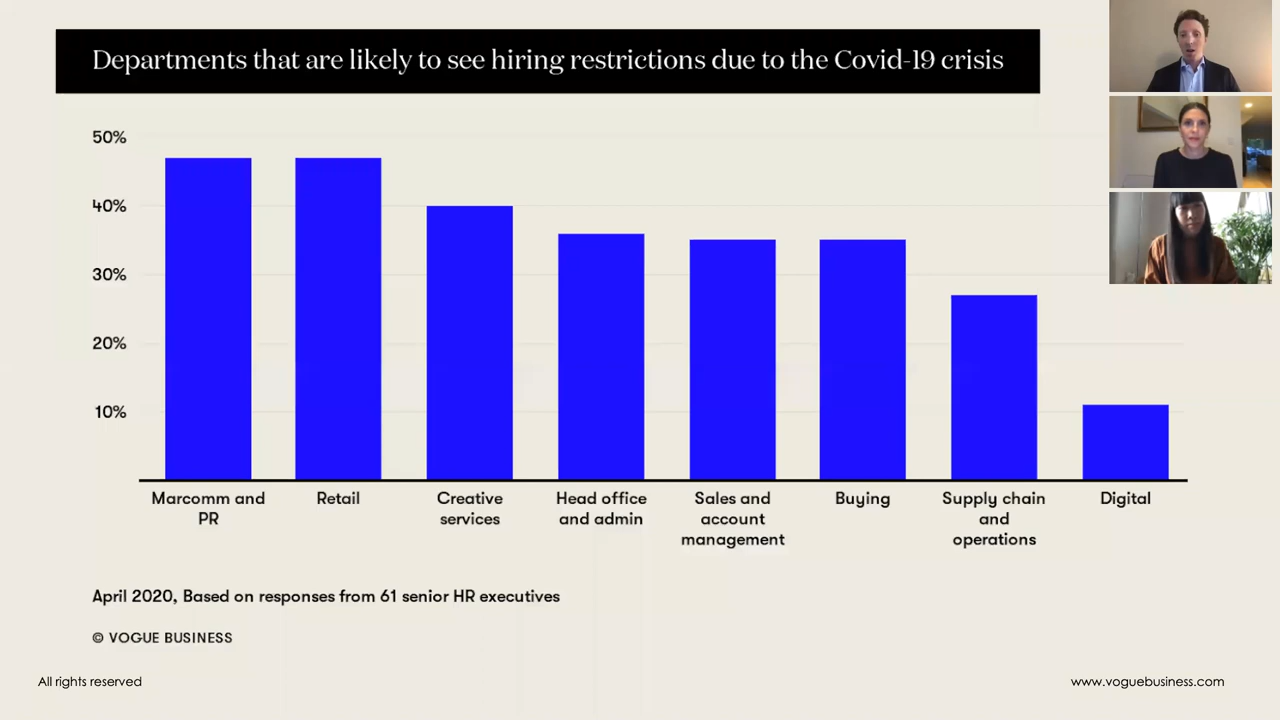 Departments that are likely to see hiring restrictions due to the Covid-19 crisis
50%
40%
30%
20%
10%
Marcomm and
PR
Retail
Creative
services
Head office
and admin
Sales and
account
management
Buying
Supply chain
and
operations
Digital
April 2020, Based on responses from 61 senior HR executives
© VOGUE BUSINESS
All rights reserved
www.voguebusiness.com